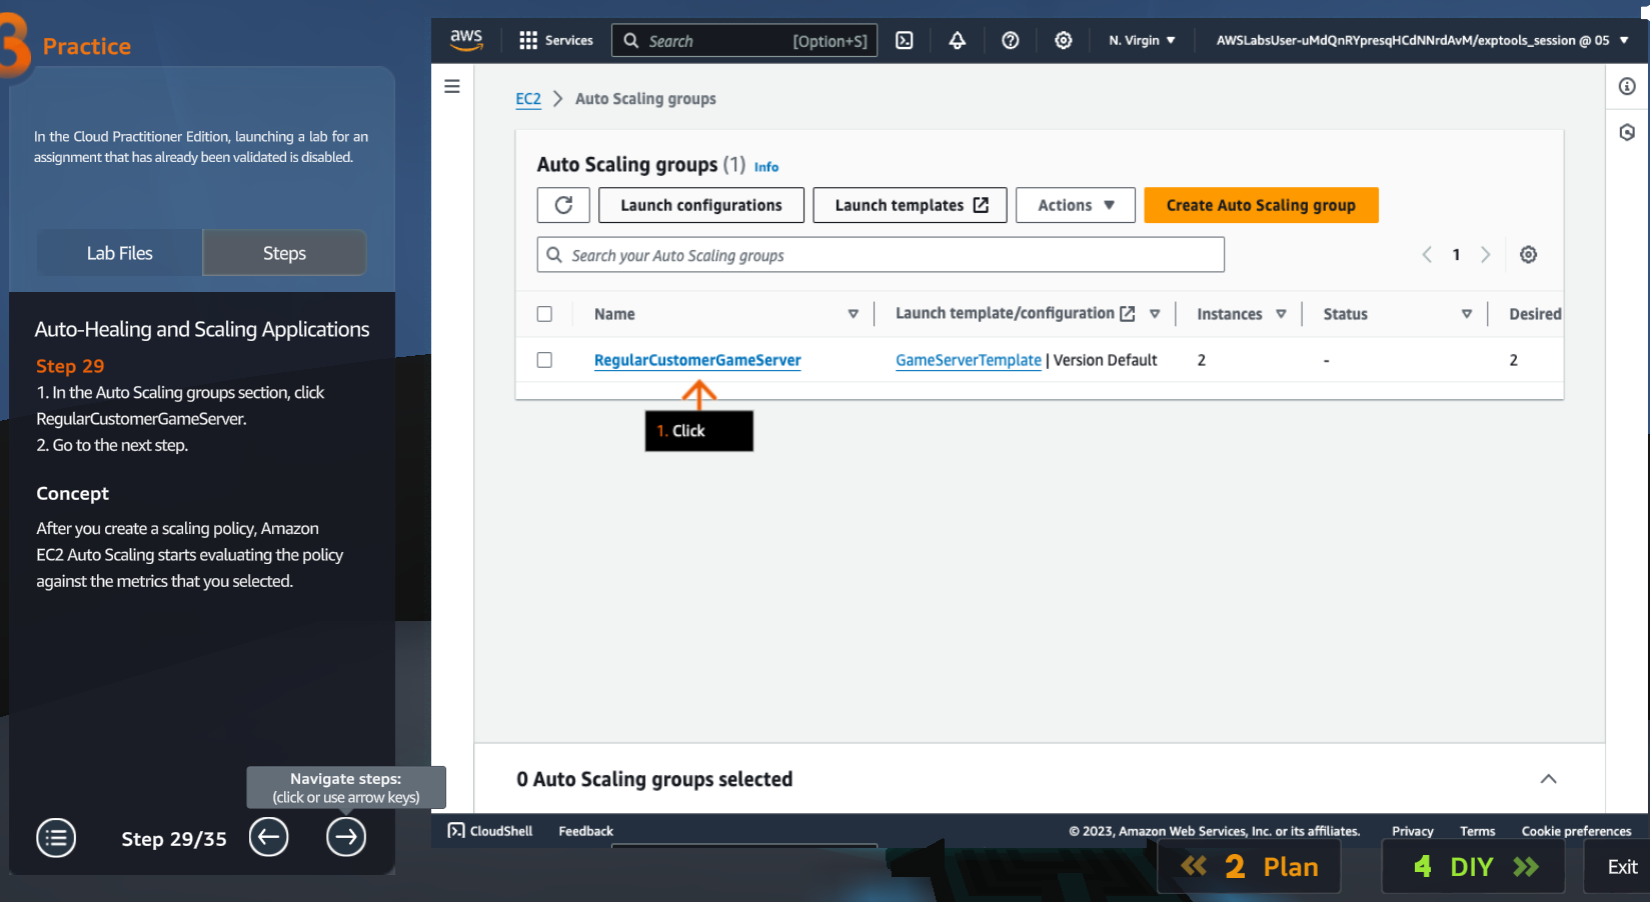 3 Practice
In the Cloud Practitioner Edition, launching a lab for an
assignment that has already been validated is disabled.
Lab Files
Steps
Auto-Healing and Scaling Applications
Step 29
1. In the Auto Scaling groups section, click
RegularCustomerGameServer.
2. Go to the next step.
Concept
After you create a scaling policy, Amazon
EC2 Auto Scaling starts evaluating the policy
against the metrics that you selected.
Navigate steps:
(click or use arrow keys)
Step 29/35
aws
Services
Search
[Option+S]
N. Virgin
AWSLabsUser-uMdQnRYpresqHCdNNrdAvM/exptools_session @ 05
EC2
Auto Scaling groups
Auto Scaling groups (1) Info
Launch configurations
Launch templates
Actions
Create Auto Scaling group
Search your Auto Scaling groups
1
Name
Launch template/configuration
Instances
Status
Desired
RegularCustomerGameServer
GameServerTemplate | Version Default
2
-
2
1. Click
0 Auto Scaling groups selected
CloudShell
Feedback
© 2023, Amazon Web Services, Inc. or its affiliates.
Privacy
Terms
Cookie preferences
2 Plan
4 DIY
Exit